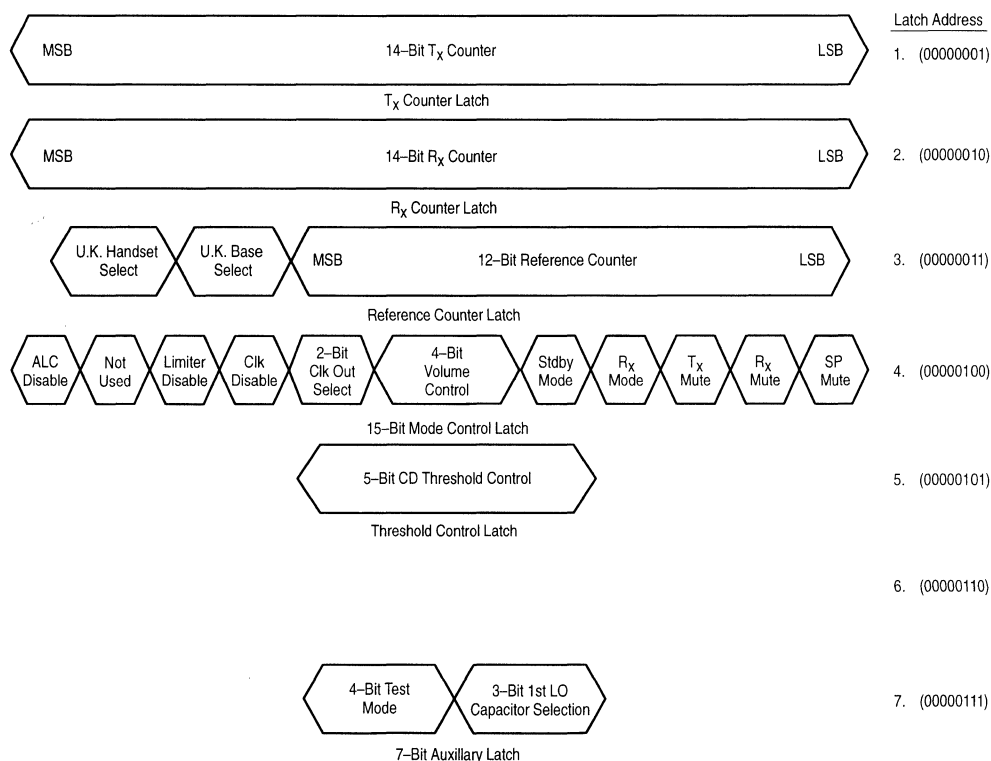 Latch Address
MSB 14–Bit Tx Counter LSB 1. (00000001)
Tx Counter Latch
MSB 14–Bit Rx Counter LSB 2. (00000010)
Rx Counter Latch
U.K. Handset Select U.K. Base Select MSB 12–Bit Reference Counter LSB 3. (00000011)
Reference Counter Latch
ALC Disable Not Used Limiter Disable Clk Disable 2–Bit Clk Out Select 4–Bit Volume Control Stdby Mode Rx Mode Tx Mute Rx Mute SP Mute 4. (00000100)
15–Bit Mode Control Latch
5–Bit CD Threshold Control 5. (00000101)
Threshold Control Latch
6. (00000110)
4–Bit Test Mode 3–Bit 1st LO Capacitor Selection 7. (00000111)
7–Bit Auxillary Latch